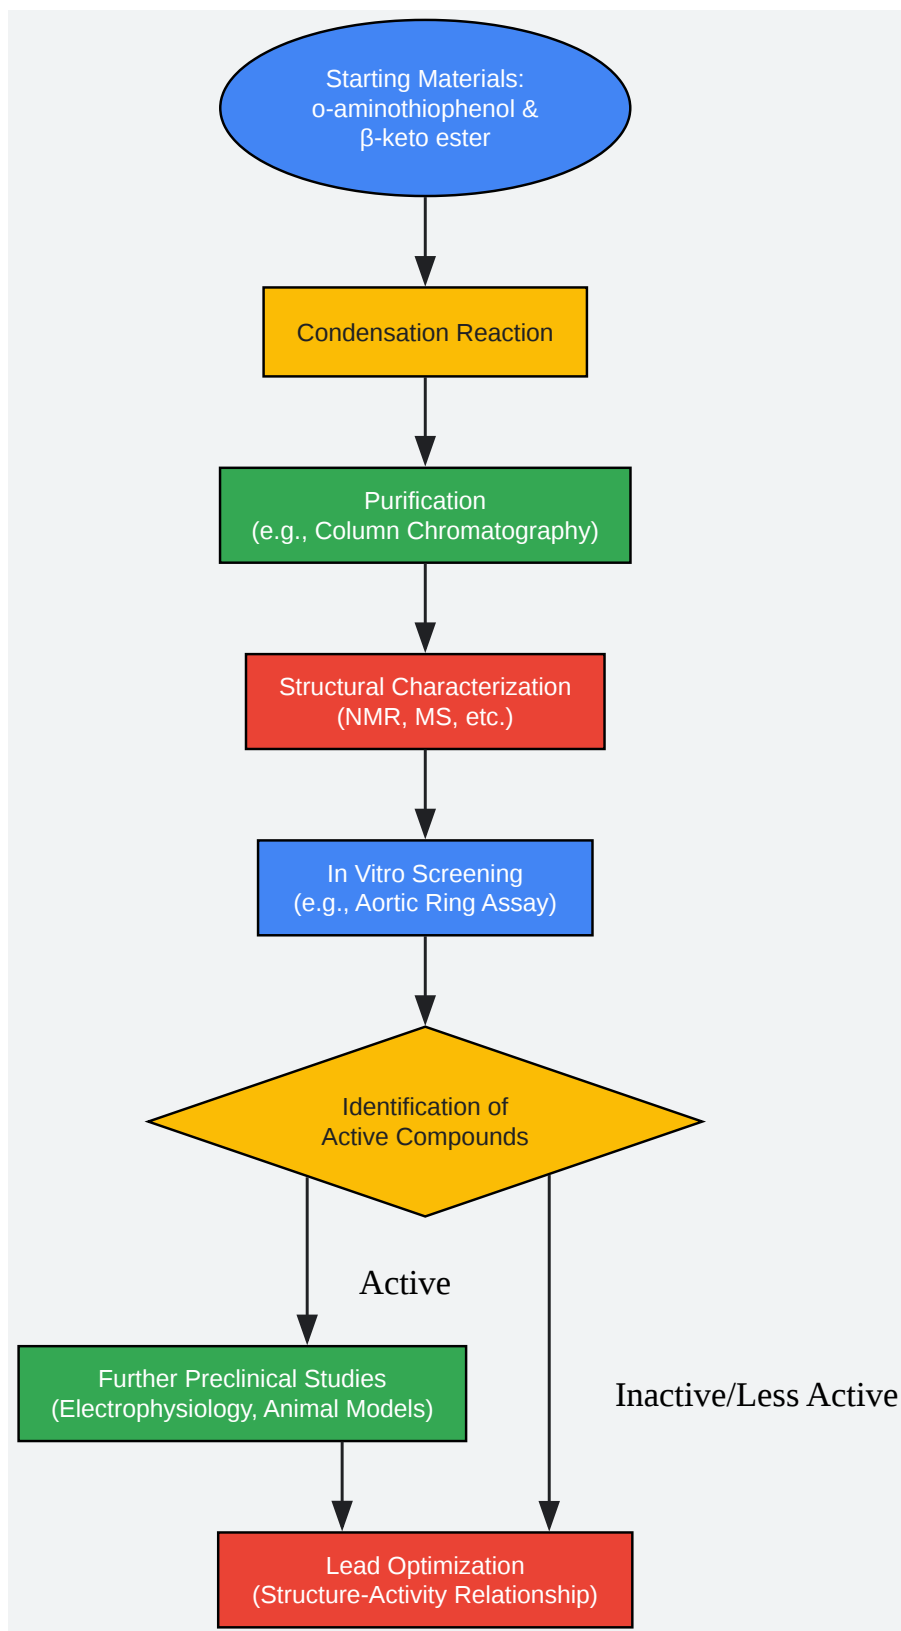 Starting Materials:
o-aminothiophenol &
β-keto ester
Condensation Reaction
Purification
(e.g., Column Chromatography)
Structural Characterization
(NMR, MS, etc.)
In Vitro Screening
(e.g., Aortic Ring Assay)
Identification of
Active Compounds
Active
Further Preclinical Studies
(Electrophysiology, Animal Models)
Inactive/Less Active
Lead Optimization
(Structure-Activity Relationship)